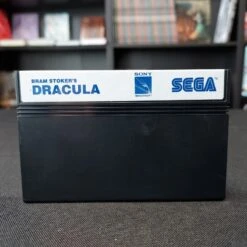 BRAM STOKER'S
DRACULA
SONY
SEGA